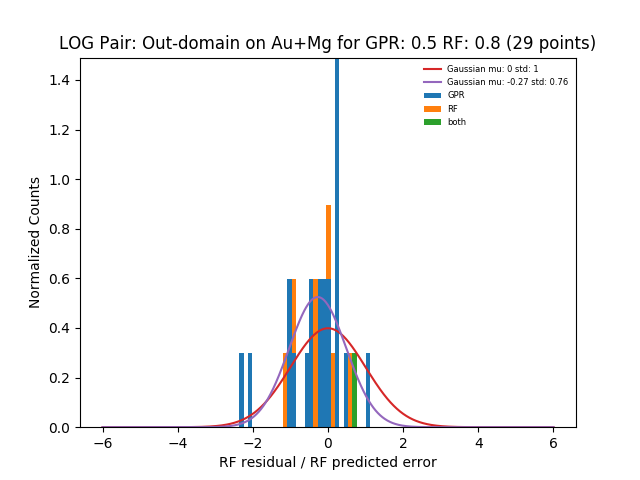 LOG Pair: Out-domain on Au+Mg for GPR: 0.5 RF: 0.8 (29 points)
Gaussian mu: 0 std: 1
Gaussian mu: -0.27 std: 0.76
GPR
RF
both
1.4
1.2
1.0
0.8
0.6
0.4
0.2
0.0
Normalized Counts
−6 −4 −2 0 2 4 6
RF residual / RF predicted error